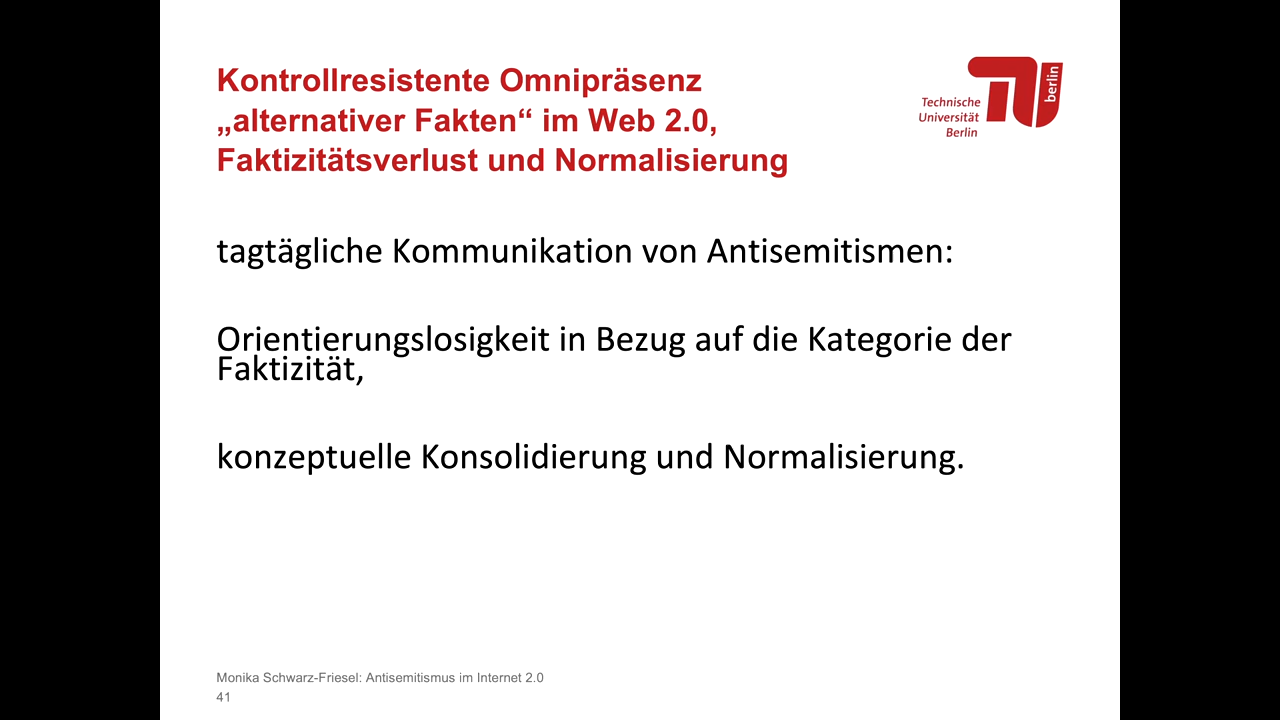 Kontrollresistente Omnipräsenz
„alternativer Fakten“ im Web 2.0,
Faktizitätsverlust und Normalisierung
Technische
Universität
Berlin
berlin
tagtägliche Kommunikation von Antisemitismen:
Orientierungslosigkeit in Bezug auf die Kategorie der
Faktizität,
konzeptuelle Konsolidierung und Normalisierung.
Monika Schwarz-Friesel: Antisemitismus im Internet 2.0
41